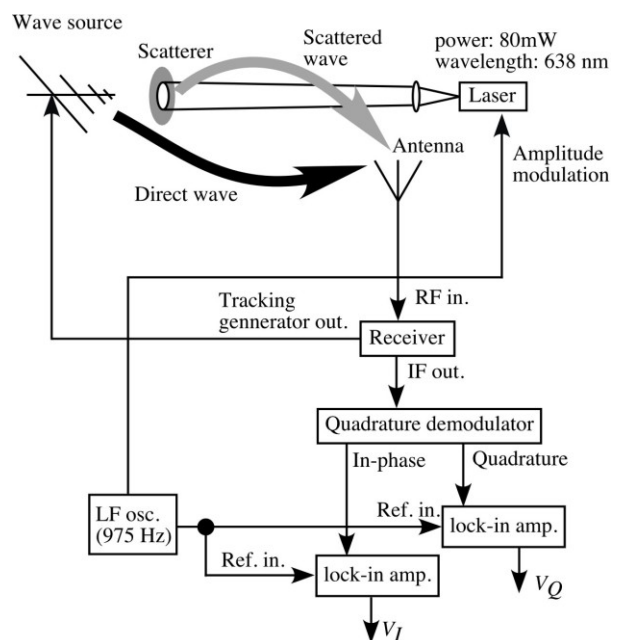 Wave source
Scatterer
Scattered
wave
power: 80mW
wavelength: 638 nm
Laser
Antenna
Amplitude
modulation
Direct wave
RF in.
Tracking
gennerator out.
Receiver
IF out.
Quadrature demodulator
In-phase
Quadrature
LF osc.
(975 Hz)
Ref. in.
lock-in amp.
Ref. in.
lock-in amp.
VQ
VI